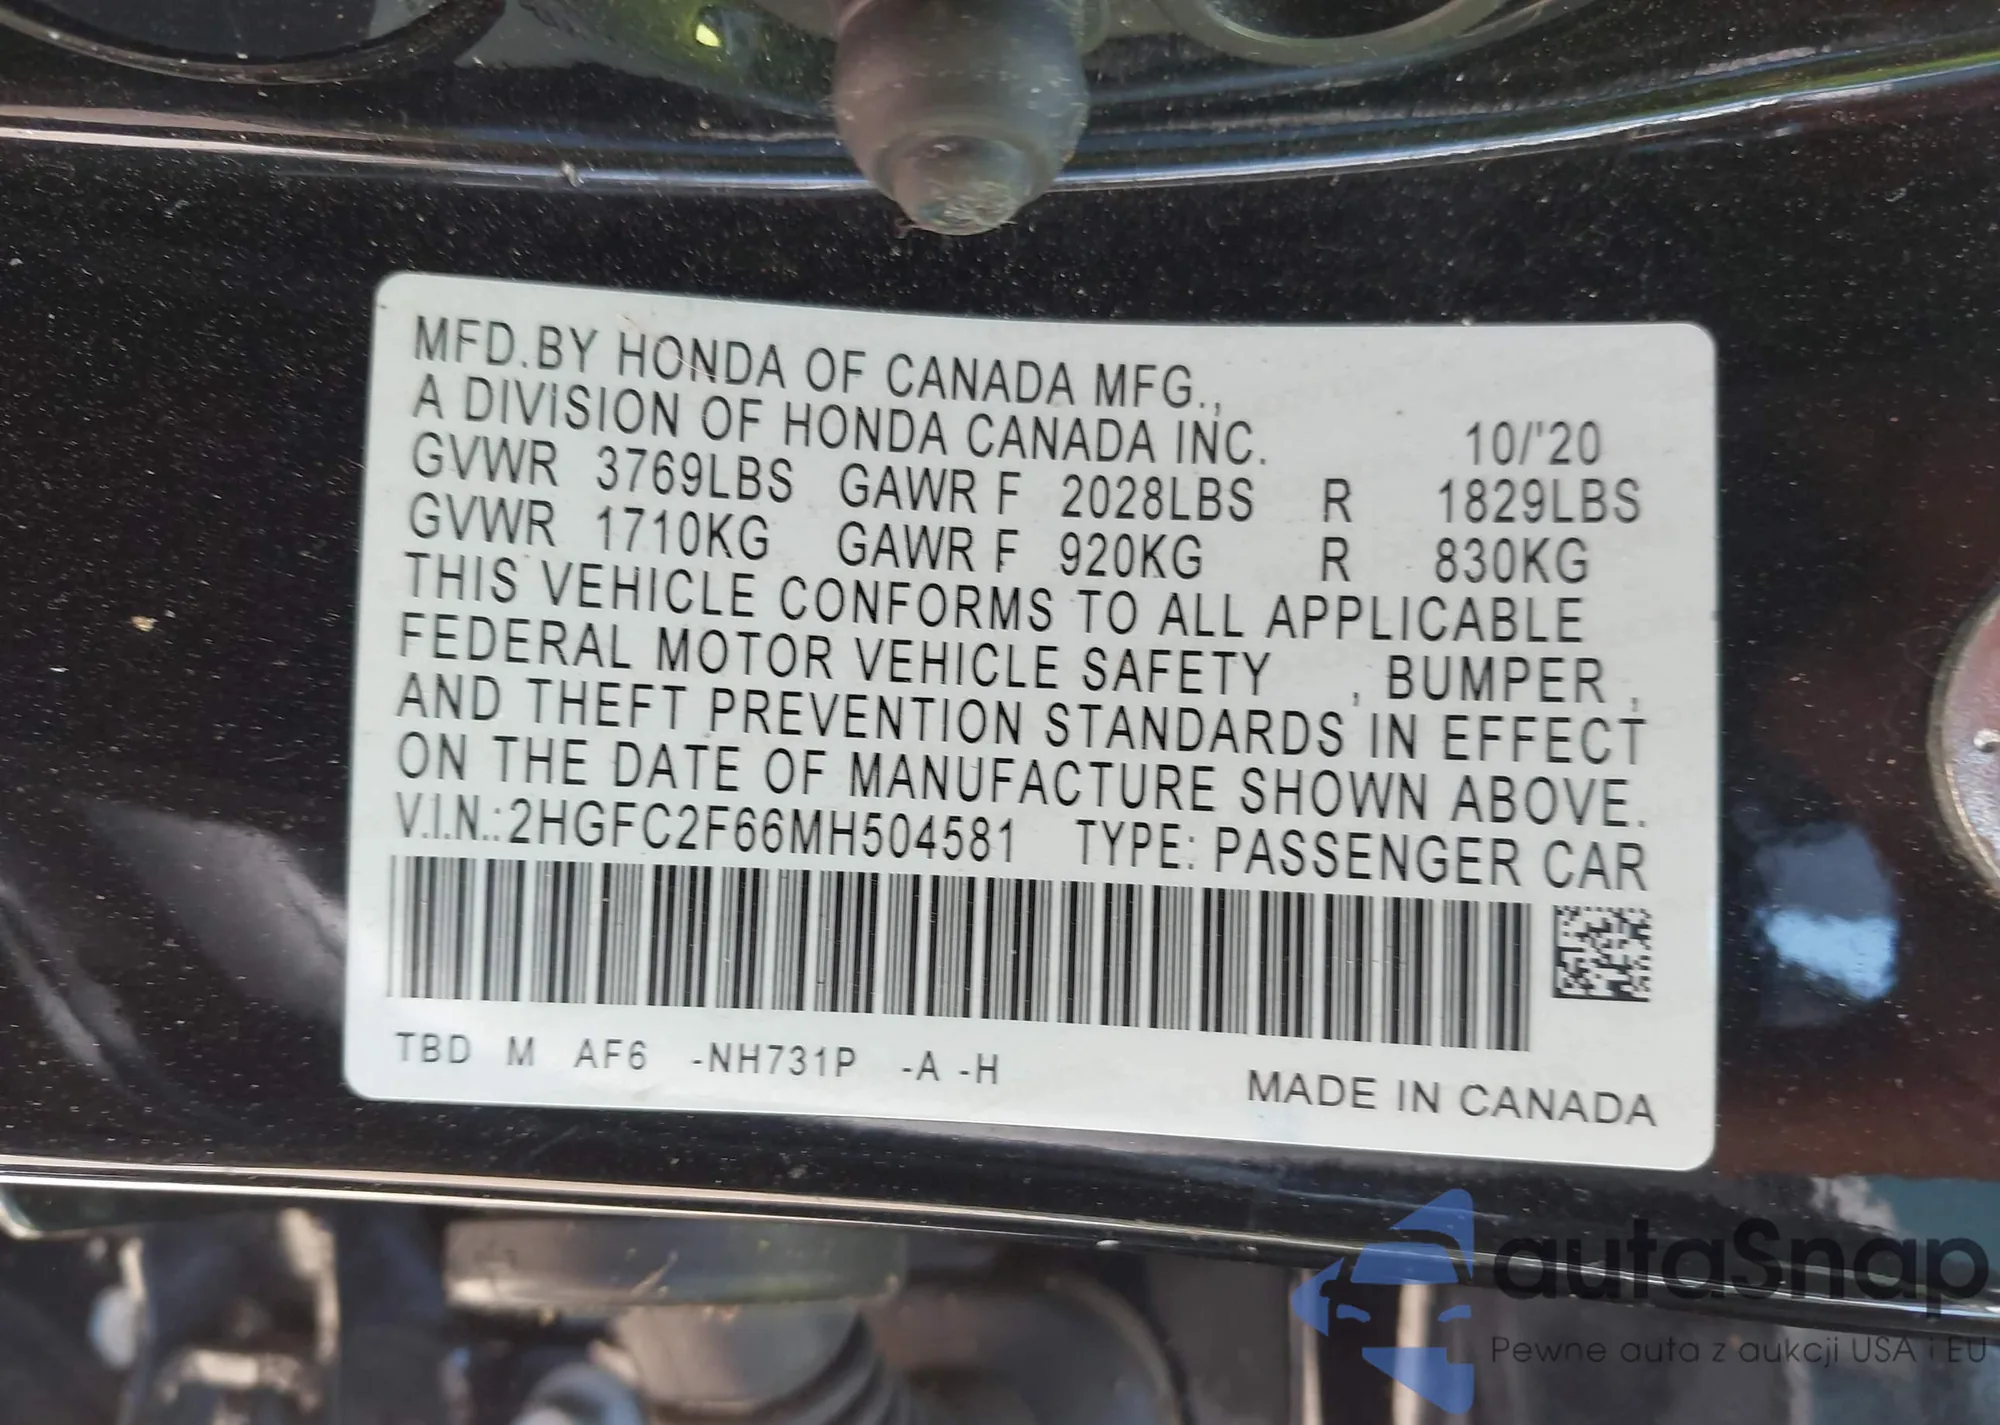 MFD.BY HONDA OF CANADA MFG.,
A DIVISION OF HONDA CANADA INC. 10/'20
GVWR 3769LBS GAWR F 2028LBS R 1829LBS
GVWR 1710KG GAWR F 920KG R 830KG
THIS VEHICLE CONFORMS TO ALL APPLICABLE
FEDERAL MOTOR VEHICLE SAFETY , BUMPER ,
AND THEFT PREVENTION STANDARDS IN EFFECT
ON THE DATE OF MANUFACTURE SHOWN ABOVE.
V.I.N.: 2HGFC2F66MH504581 TYPE: PASSENGER CAR
TBD M AF6 -NH731P -A -H
MADE IN CANADA
autaSnap
Pewne auta z aukcji USA i EU